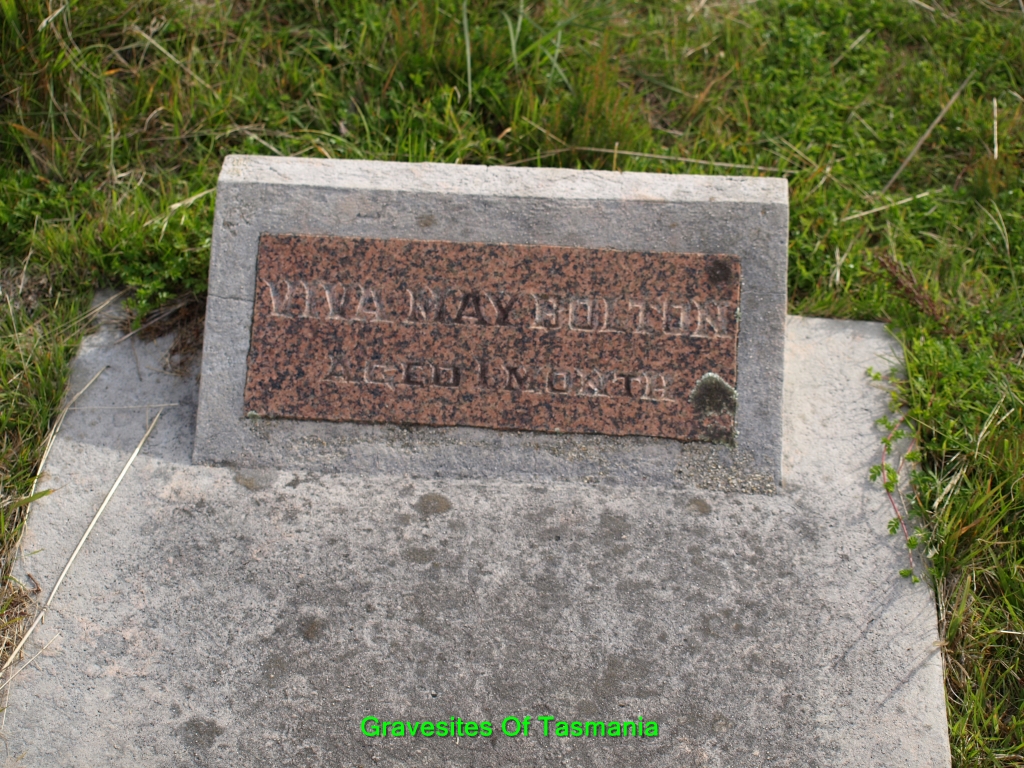 VIVA MAY BOLTON
AGED 1 MONTH
Gravesites Of Tasmania